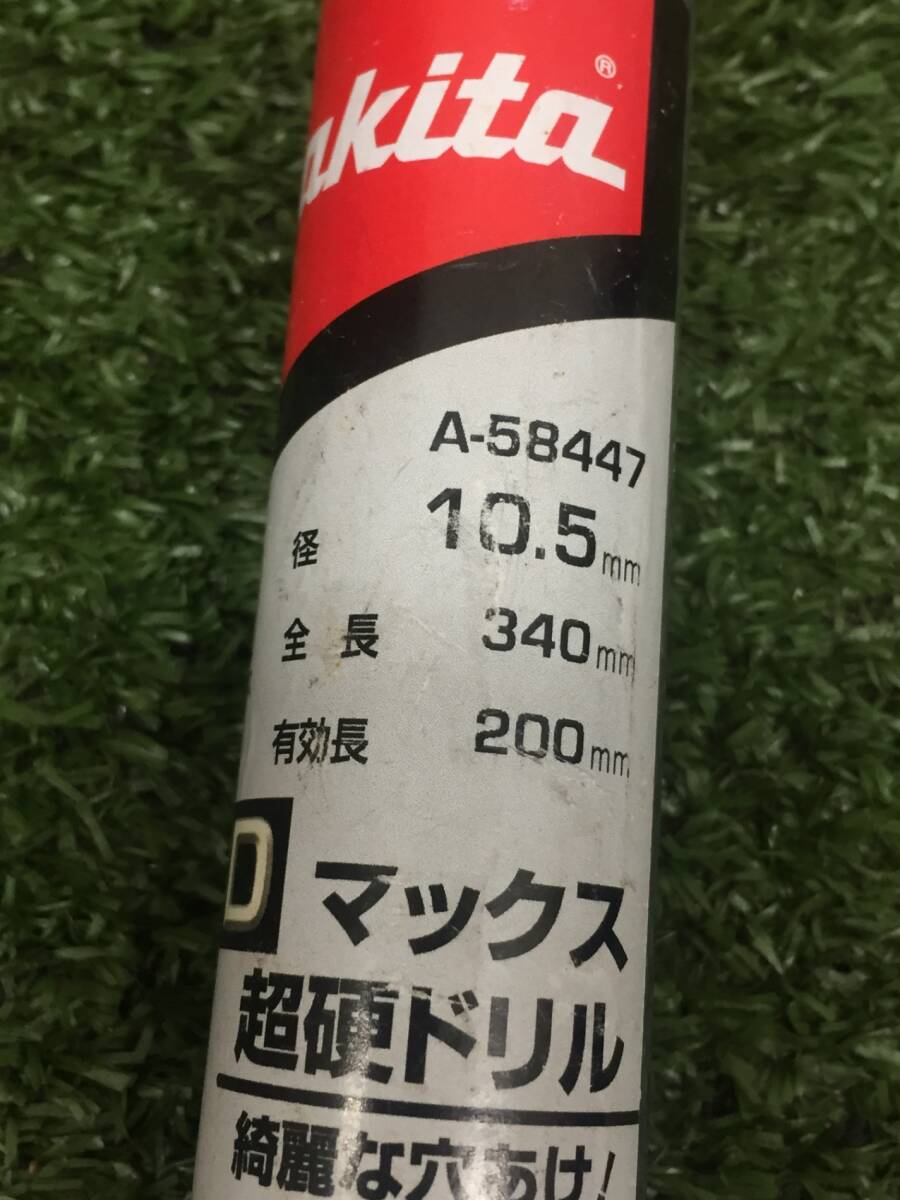 akita®
A-58447
径 10.5mm
全長 340mm
有効長 200mm
D マックス
超硬ドリル
綺麗な穴あけ!